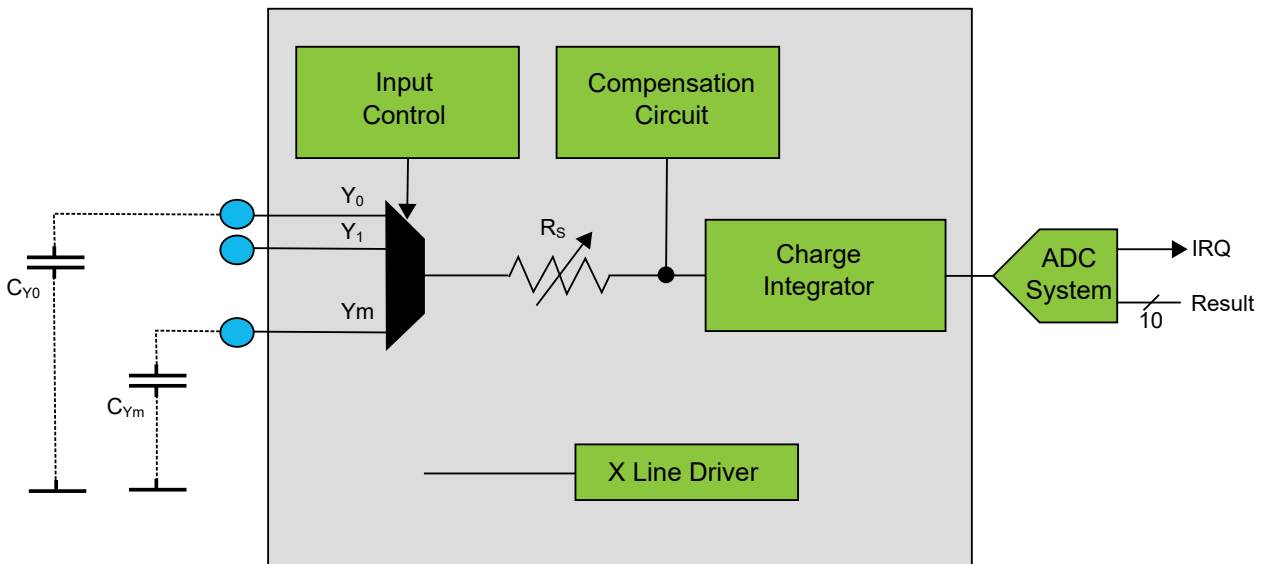 Input
Control
Compensation
Circuit
Y0
Y1
RS
Charge
Integrator
ADC
System
IRQ
Result
10
CY0
Ym
CYm
X Line Driver